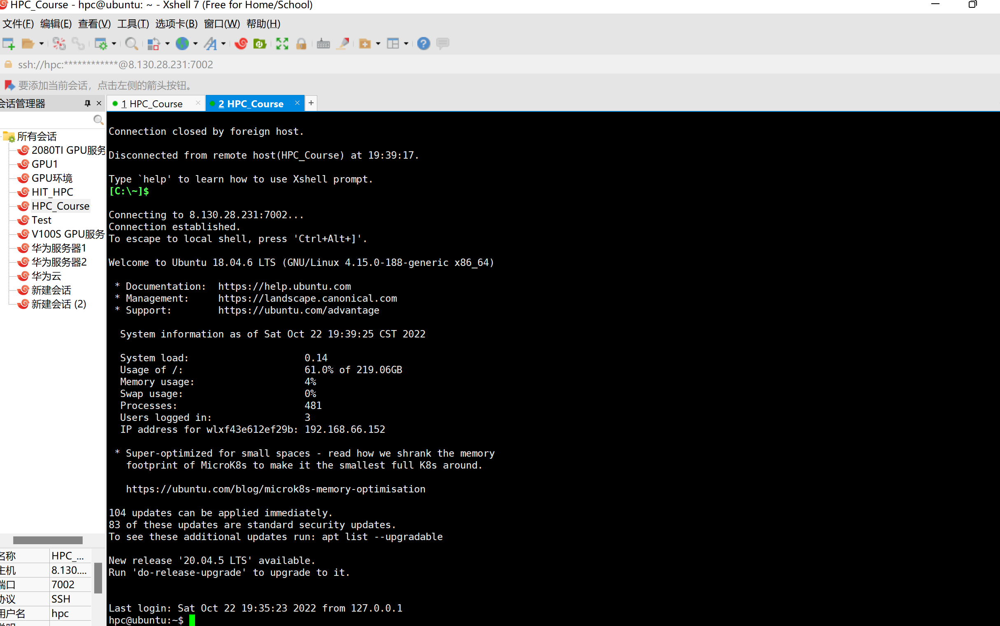 HPC_Course - hpc@ubuntu: ~ - Xshell 7 (Free for Home/School)
文件(F) 编辑(E) 查看(V) 工具(T) 选项卡(B) 窗口(W) 帮助(H)
ssh://hpc:************@8.130.28.231:7002
要添加当前会话，点击左侧的箭头按钮。
会话管理器
1 HPC_Course
2 HPC_Course
所有会话
2080TI GPU服务
GPU1
GPU环境
HIT_HPC
HPC_Course
Test
V100S GPU服务
华为服务器1
华为服务器2
华为云
新建会话
新建会话 (2)
名称 HPC_...
主机 8.130....
端口 7002
协议 SSH
用户名 hpc
Connection closed by foreign host.
Disconnected from remote host(HPC_Course) at 19:39:17.
Type `help' to learn how to use Xshell prompt.
[C:\~]$
Connecting to 8.130.28.231:7002...
Connection established.
To escape to local shell, press 'Ctrl+Alt+]'.
Welcome to Ubuntu 18.04.6 LTS (GNU/Linux 4.15.0-188-generic x86_64)
* Documentation: https://help.ubuntu.com
* Management: https://landscape.canonical.com
* Support: https://ubuntu.com/advantage
System information as of Sat Oct 22 19:39:25 CST 2022
System load: 0.14
Usage of /: 61.0% of 219.06GB
Memory usage: 4%
Swap usage: 0%
Processes: 481
Users logged in: 3
IP address for wlxf43e612ef29b: 192.168.66.152
* Super-optimized for small spaces - read how we shrank the memory
footprint of MicroK8s to make it the smallest full K8s around.
https://ubuntu.com/blog/microk8s-memory-optimisation
104 updates can be applied immediately.
83 of these updates are standard security updates.
To see these additional updates run: apt list --upgradable
New release '20.04.5 LTS' available.
Run 'do-release-upgrade' to upgrade to it.
Last login: Sat Oct 22 19:35:23 2022 from 127.0.0.1
hpc@ubuntu:~$